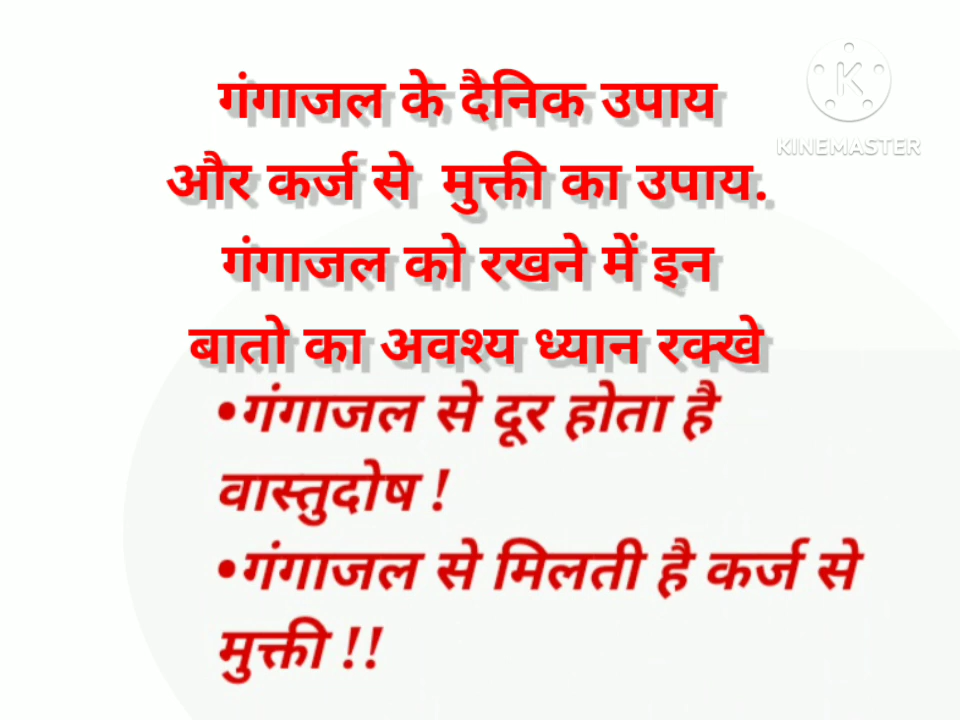 गंगाजल के दैनिक उपाय
और कर्ज से मुक्ती का उपाय.
गंगाजल को रखने में इन
बातो का अवश्य ध्यान रक्खे
•गंगाजल से दूर होता है
वास्तुदोष !
•गंगाजल से मिलती है कर्ज से
मुक्ती !!
K
KINEMASTER